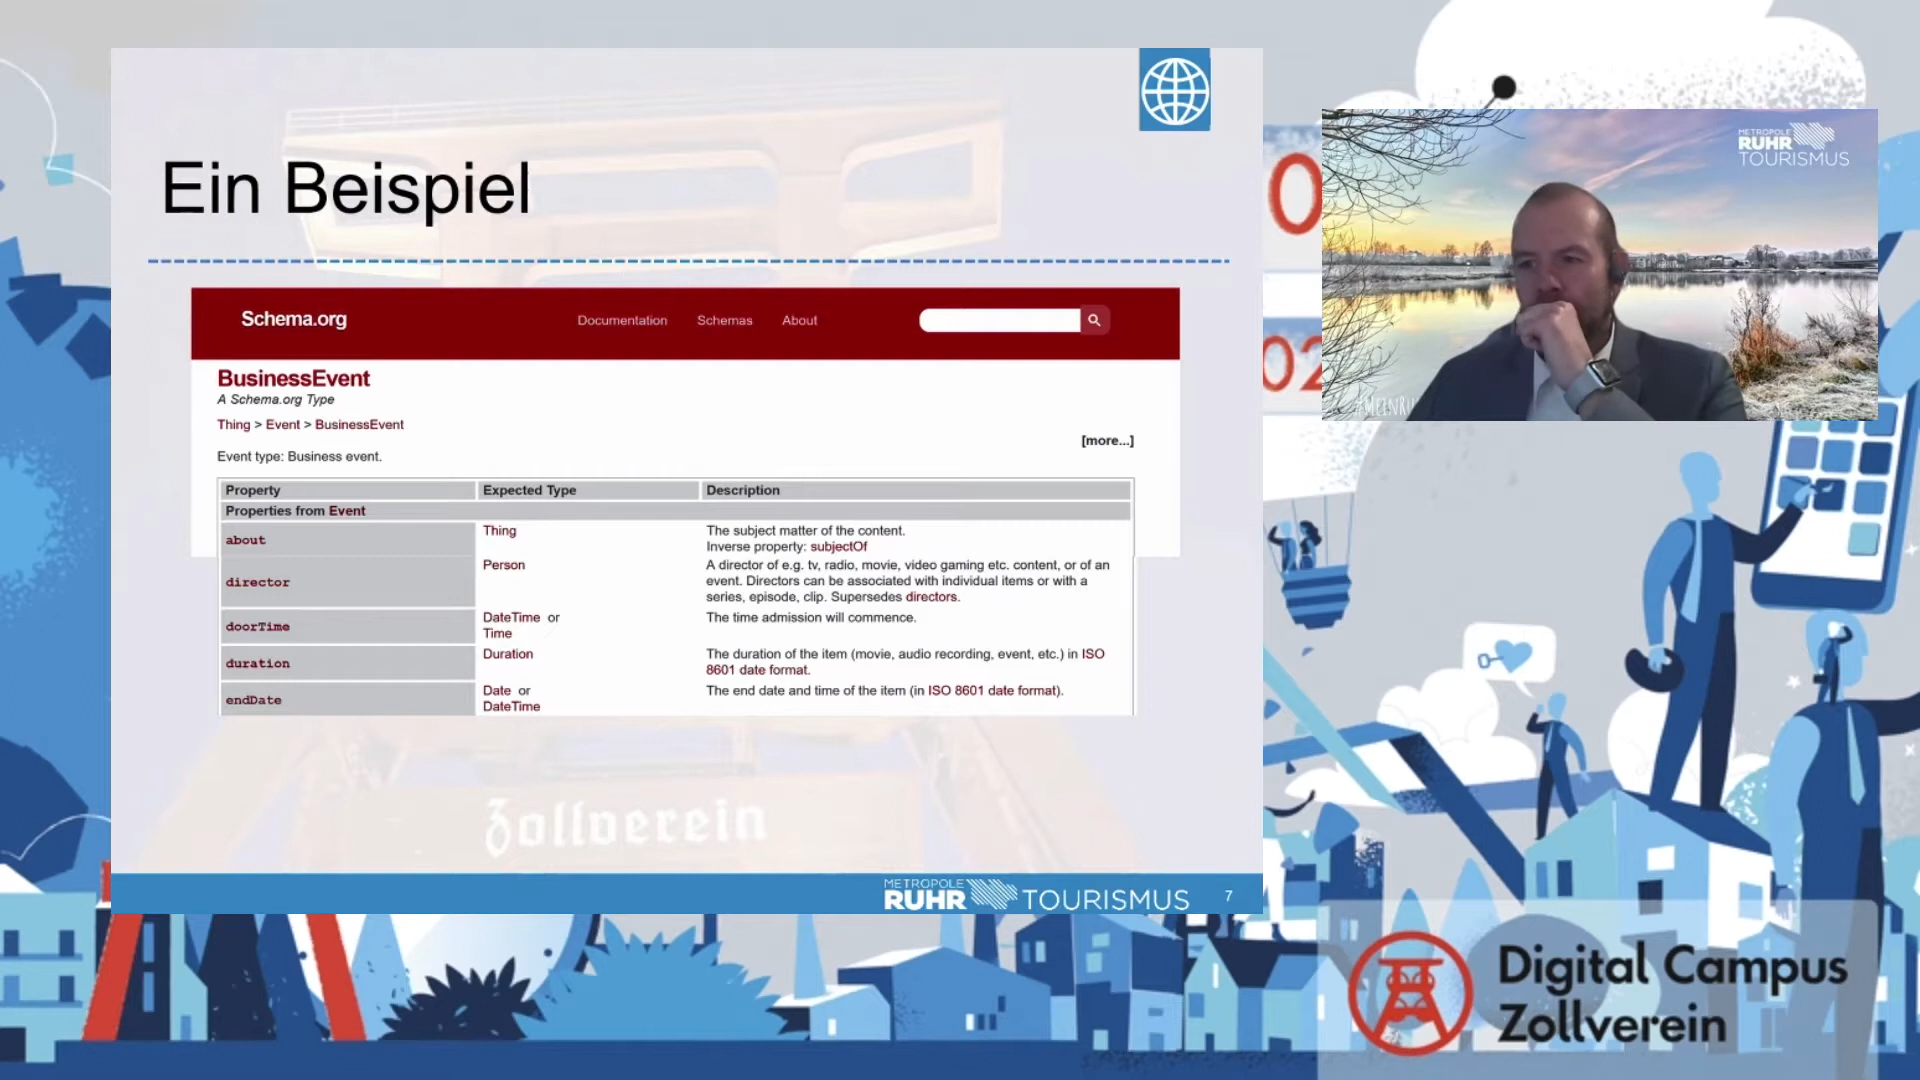 Ein Beispiel
Schema.org
Documentation Schemas About
BusinessEvent
A Schema.org Type
Thing > Event > BusinessEvent
[more...]
Event type: Business event.
Property Expected Type Description
Properties from Event
about Thing The subject matter of the content.
Inverse property: subjectOf
director Person A director of e.g. tv, radio, movie, video gaming etc. content, or of an
event. Directors can be associated with individual items or with a
series, episode, clip. Supersedes directors.
doorTime DateTime or The time admission will commence.
Time
duration Duration The duration of the item (movie, audio recording, event, etc.) in ISO
8601 date format.
endDate Date or The end date and time of the item (in ISO 8601 date format).
DateTime
Zollverein
METROPOLE
RUHR TOURISMUS 7
METROPOLE
RUHR
TOURISMUS
Digital Campus
Zollverein